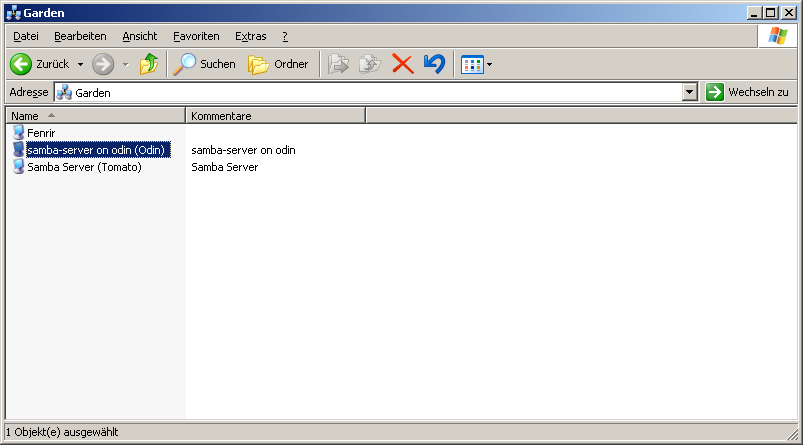 Garden
Datei Bearbeiten Ansicht Favoriten Extras ?
Zurück Suchen Ordner
Adresse Garden Wechseln zu
Name Kommentare
Fenrir
samba-server on odin (Odin) samba-server on odin
Samba Server (Tomato) Samba Server
1 Objekt(e) ausgewählt